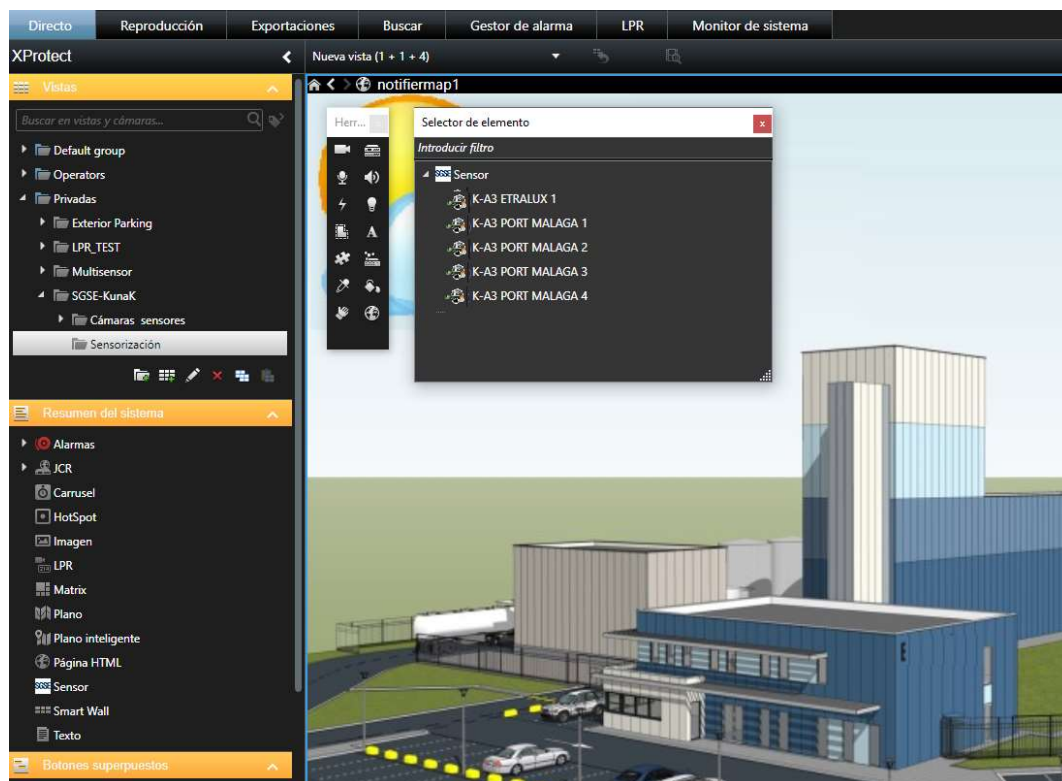 Directo Reproducción Exportaciones Buscar Gestor de alarma LPR Monitor de sistema
XProtect
Nueva vista (1 + 1 + 4)
Vistas
notifiermap1
Buscar en vistas y cámaras...
Herr...
Selector de elemento
x
Introducir filtro
Default group
Operators
Privadas
Exterior Parking
LPR_TEST
Multisensor
SGSE-KunaK
Cámaras sensores
Sensorización
SGSE Sensor
K-A3 ETRALUX 1
K-A3 PORT MALAGA 1
K-A3 PORT MALAGA 2
K-A3 PORT MALAGA 3
K-A3 PORT MALAGA 4
A
Resumen del sistema
Alarmas
JCR
Carrusel
HotSpot
Imagen
LPR
Matrix
Plano
Plano inteligente
Página HTML
SGSE Sensor
Smart Wall
Texto
Botones superpuestos
E